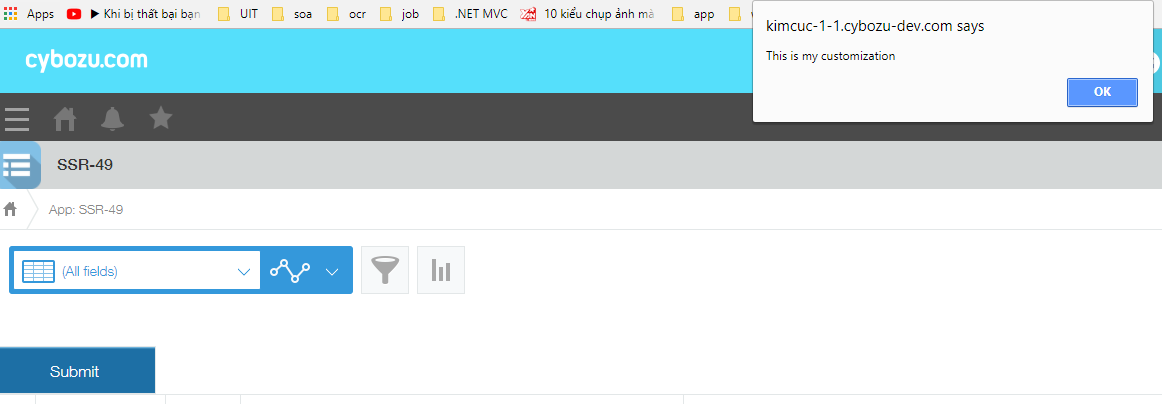 Apps Khi bị thất bại bạn UIT soa ocr job .NET MVC 10 kiểu chụp ảnh mà app
kimcuc-1-1.cybozu-dev.com says
This is my customization
OK
cybozu.com
SSR-49
App: SSR-49
(All fields)
Submit